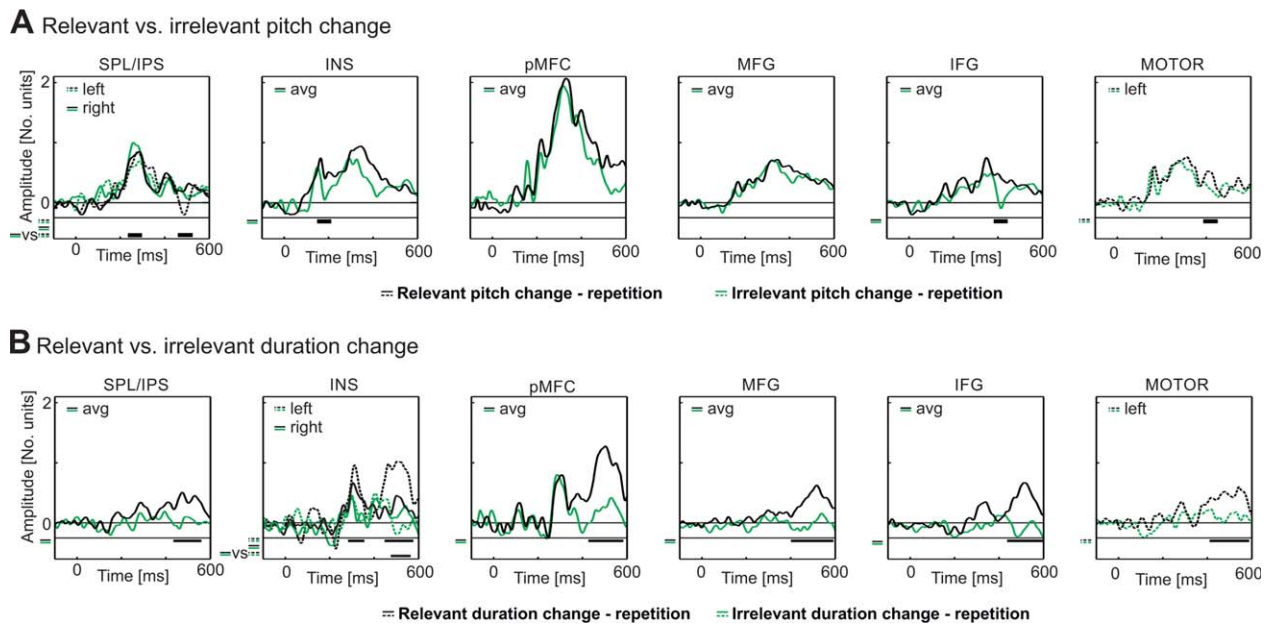 A Relevant vs. irrelevant pitch change
SPL/IPS INS pMFC MFG IFG MOTOR
Amplitude [No. units]
2
0
left
right
avg
avg
avg
avg
left
vs
0 600 0 600 0 600 0 600 0 600 0 600
Time [ms] Time [ms] Time [ms] Time [ms] Time [ms] Time [ms]
Relevant pitch change - repetition Irrelevant pitch change - repetition
B Relevant vs. irrelevant duration change
SPL/IPS INS pMFC MFG IFG MOTOR
Amplitude [No. units]
2
0
avg
left
right
avg
avg
avg
left
vs
0 600 0 600 0 600 0 600 0 600 0 600
Time [ms] Time [ms] Time [ms] Time [ms] Time [ms] Time [ms]
Relevant duration change - repetition Irrelevant duration change - repetition